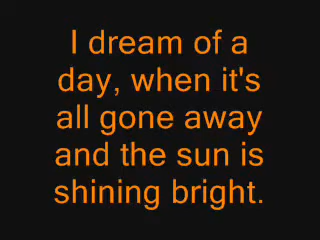 I dream of a
day, when it's
all gone away
and the sun is
shining bright.